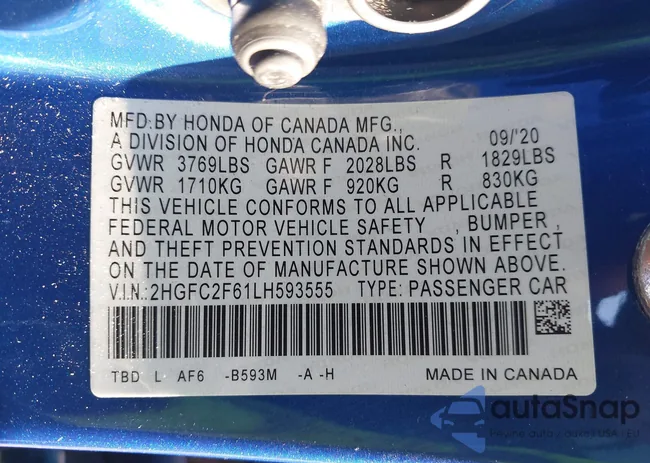 MFD.BY HONDA OF CANADA MFG.,
A DIVISION OF HONDA CANADA INC. 09/'20
GVWR 3769LBS GAWR F 2028LBS R 1829LBS
GVWR 1710KG GAWR F 920KG R 830KG
THIS VEHICLE CONFORMS TO ALL APPLICABLE
FEDERAL MOTOR VEHICLE SAFETY , BUMPER ,
AND THEFT PREVENTION STANDARDS IN EFFECT
ON THE DATE OF MANUFACTURE SHOWN ABOVE.
V.I.N.:2HGFC2F61LH593555 TYPE: PASSENGER CAR
TBD L AF6 -B593M -A -H MADE IN CANADA
autaSnap